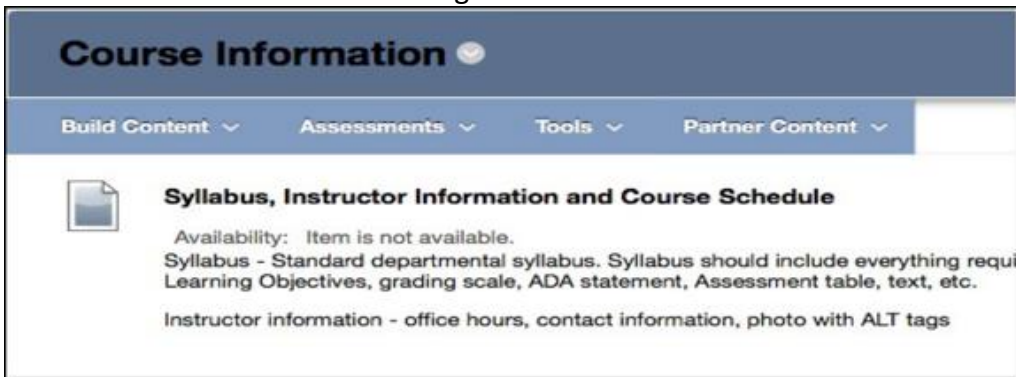 Course Information
Build Content Assessments Tools Partner Content
Syllabus, Instructor Information and Course Schedule
Availability: Item is not available.
Syllabus - Standard departmental syllabus. Syllabus should include everything requi
Learning Objectives, grading scale, ADA statement, Assessment table, text, etc.
Instructor information - office hours, contact information, photo with ALT tags